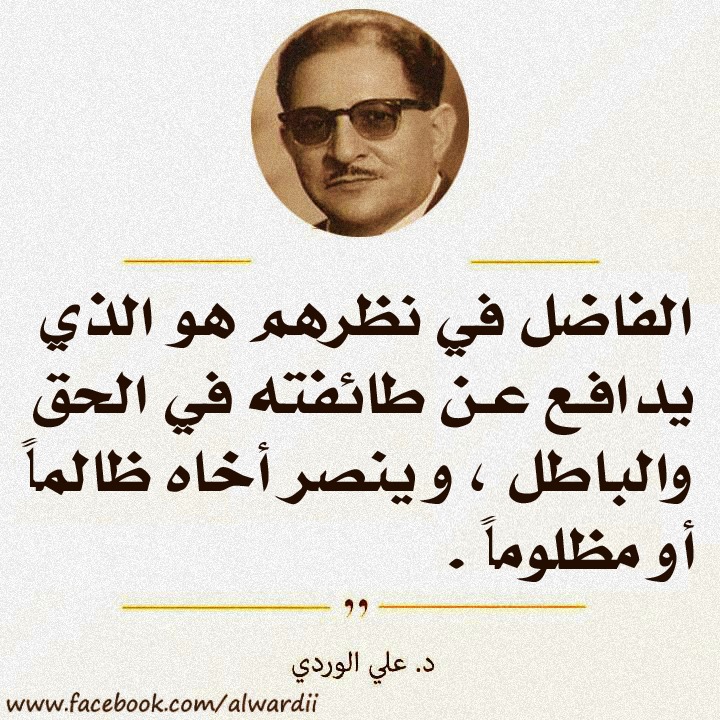 الفاضل في نظرهم هو الذي
يدافع عن طائفته في الحق
والباطل ، وينصر أخاه ظالماً
أو مظلوماً .
,,
د. علي الوردي
www.facebook.com/alwardii